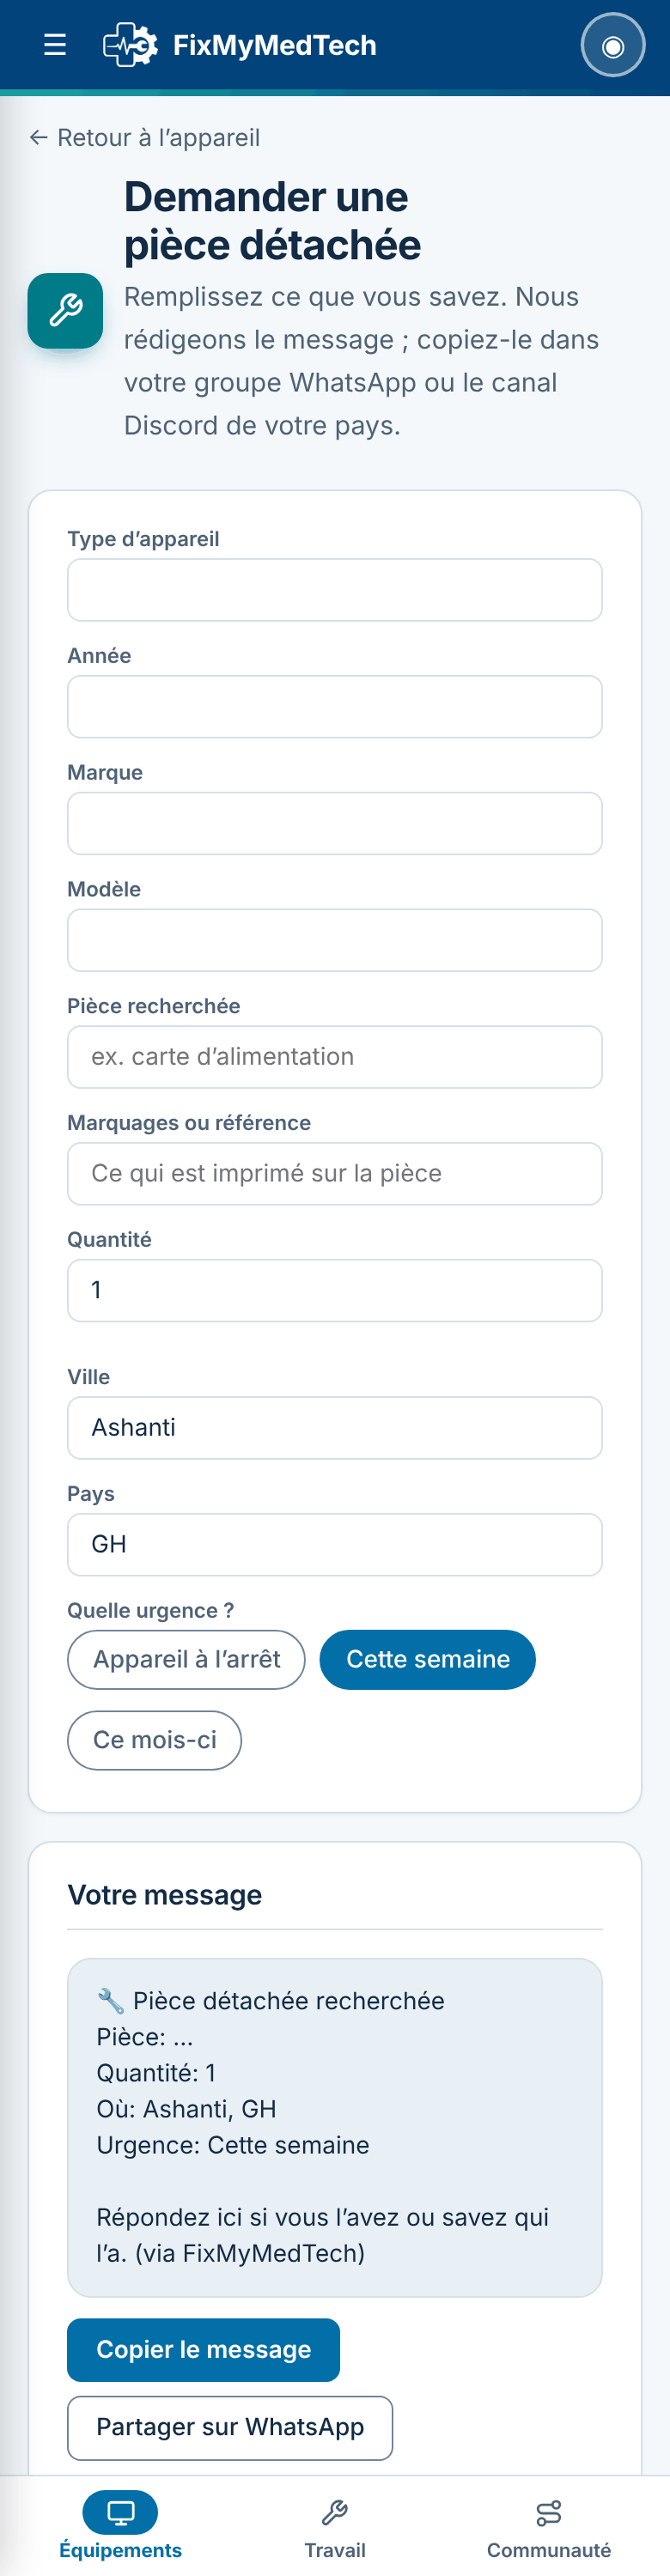 FixMyMedTech
← Retour à l’appareil
Demander une
pièce détachée
Remplissez ce que vous savez. Nous
rédigeons le message ; copiez-le dans
votre groupe WhatsApp ou le canal
Discord de votre pays.
Type d’appareil
Année
Marque
Modèle
Pièce recherchée
ex. carte d’alimentation
Marquages ou référence
Ce qui est imprimé sur la pièce
Quantité
1
Ville
Ashanti
Pays
GH
Quelle urgence ?
Appareil à l’arrêt
Cette semaine
Ce mois-ci
Votre message
🔧 Pièce détachée recherchée
Pièce: …
Quantité: 1
Où: Ashanti, GH
Urgence: Cette semaine
Répondez ici si vous l’avez ou savez qui
l’a. (via FixMyMedTech)
Copier le message
Partager sur WhatsApp
Équipements
Travail
Communauté